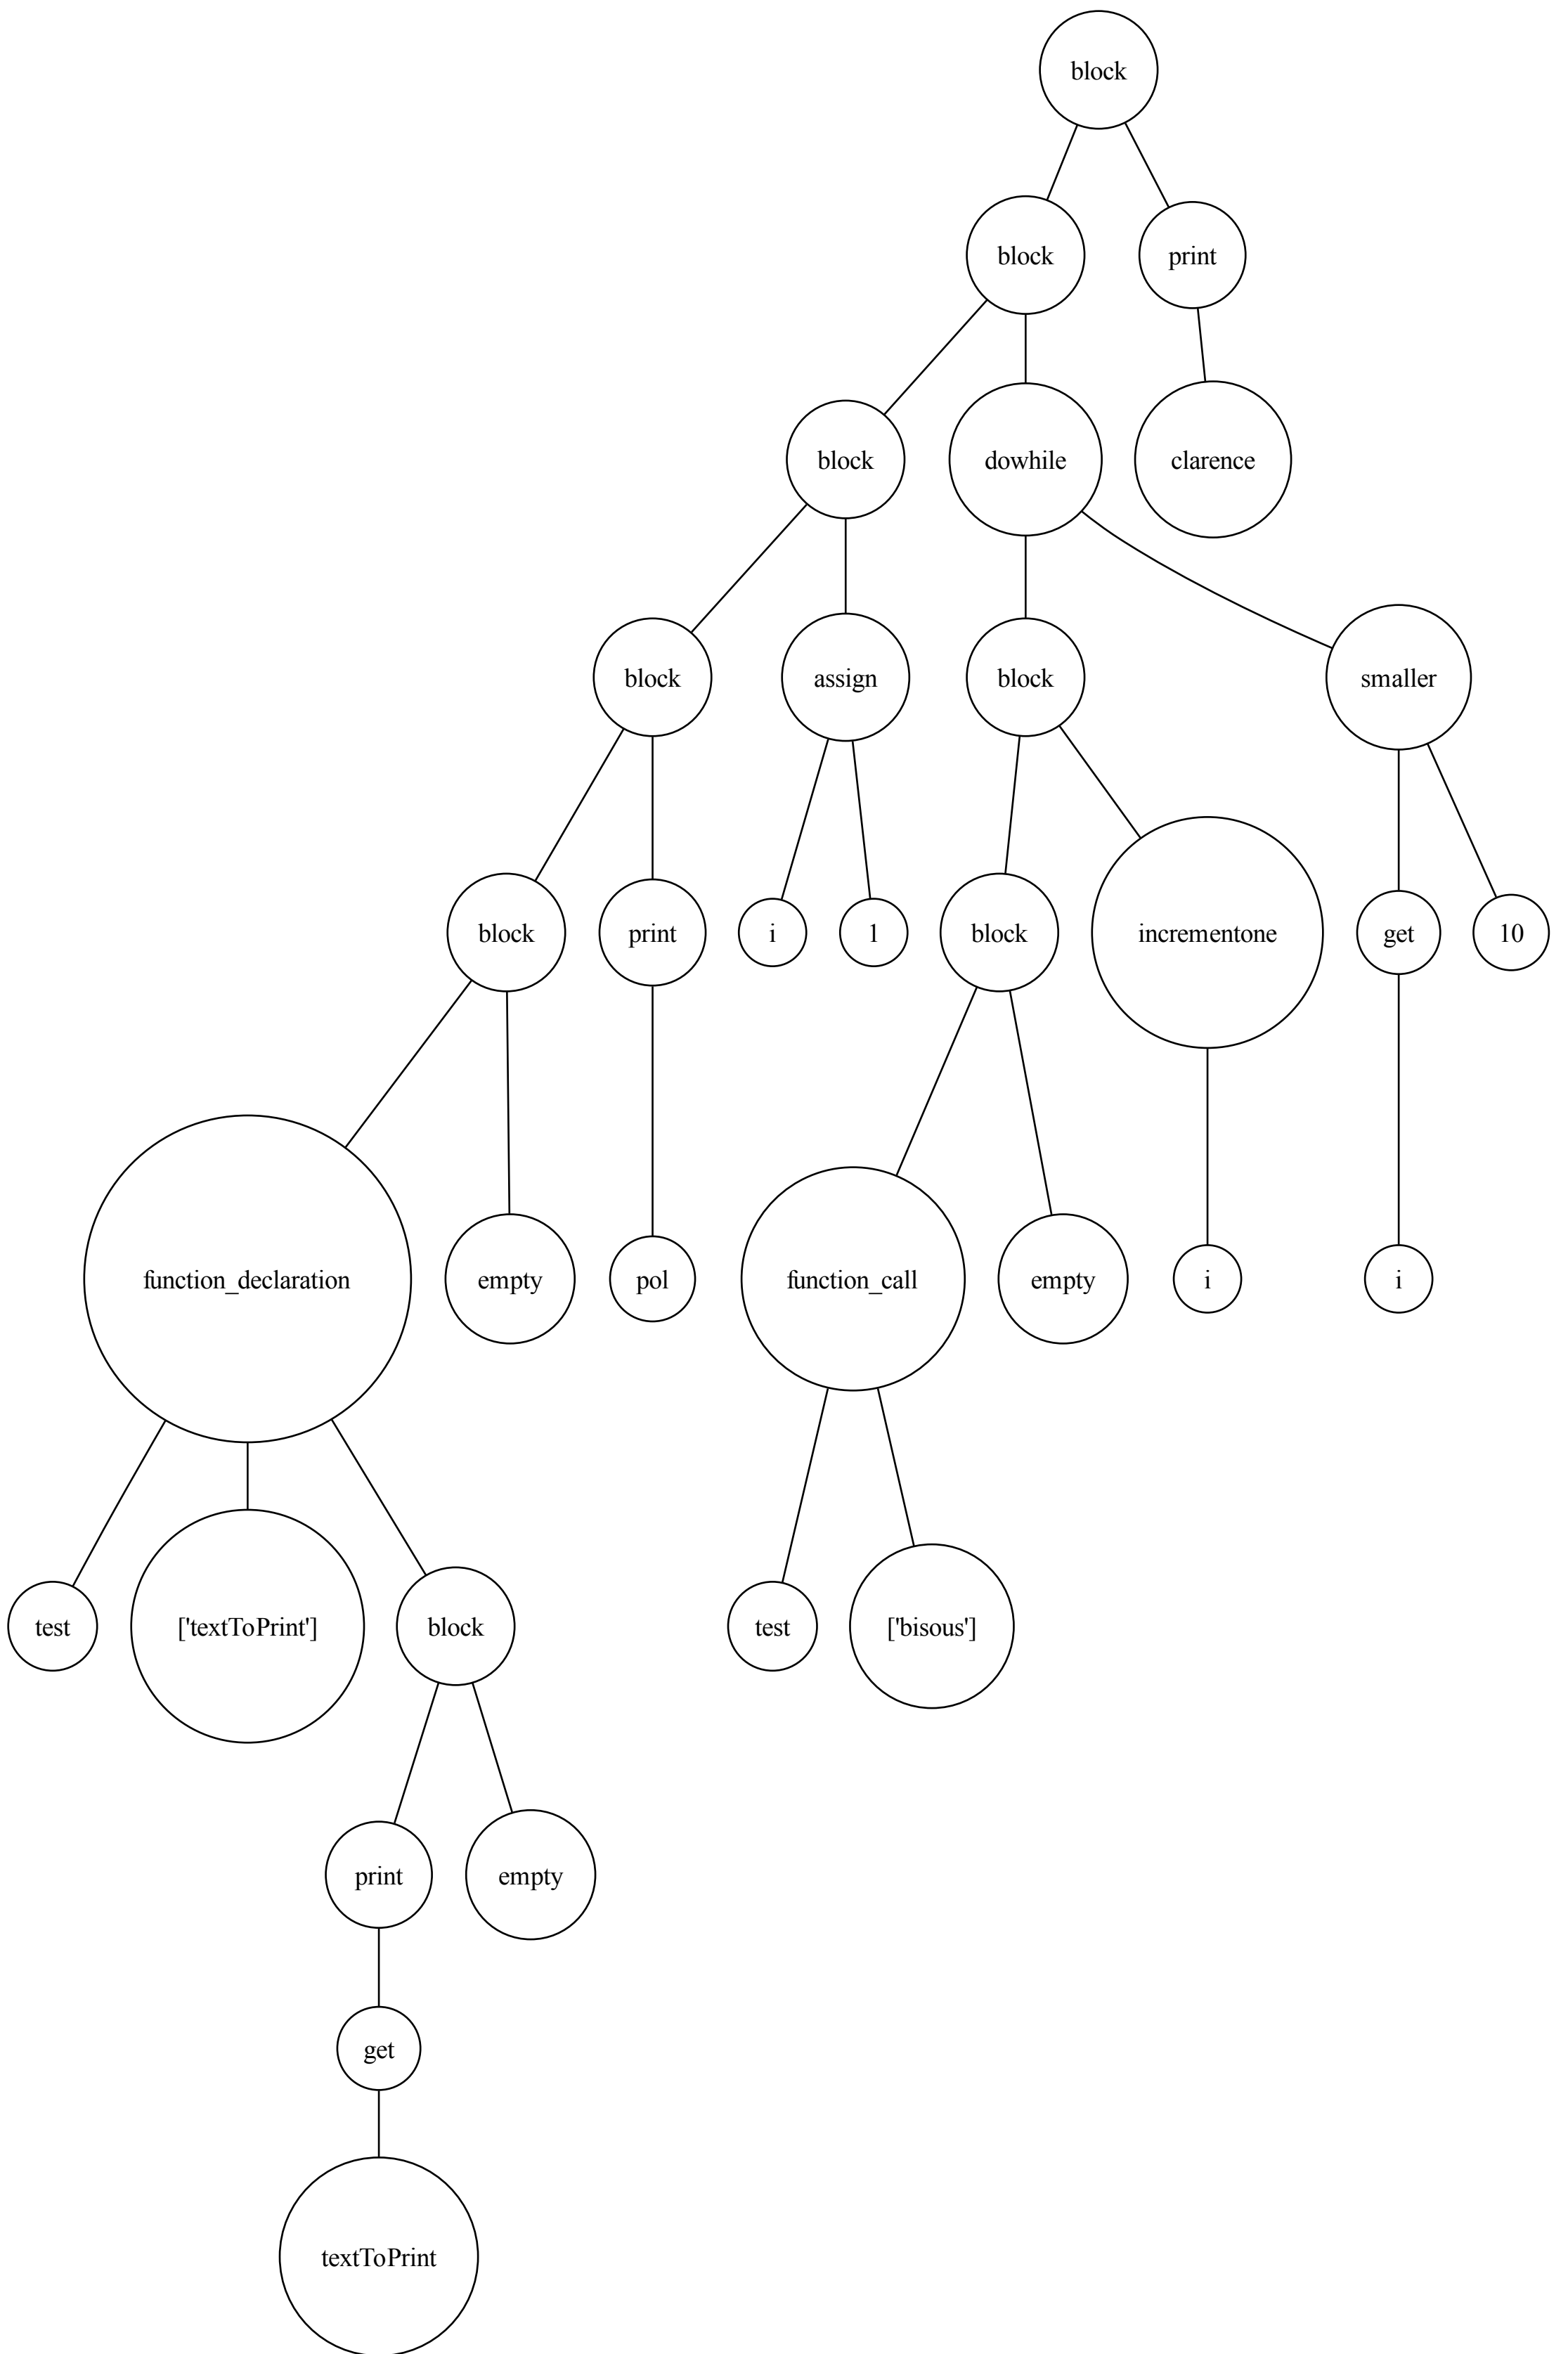 block
block
print
block
dowhile
clarence
block
assign
block
smaller
block
print
i
1
block
incrementone
get
10
function_declaration
empty
pol
function_call
empty
i
i
test
['textToPrint']
block
test
['bisous']
print
empty
get
textToPrint